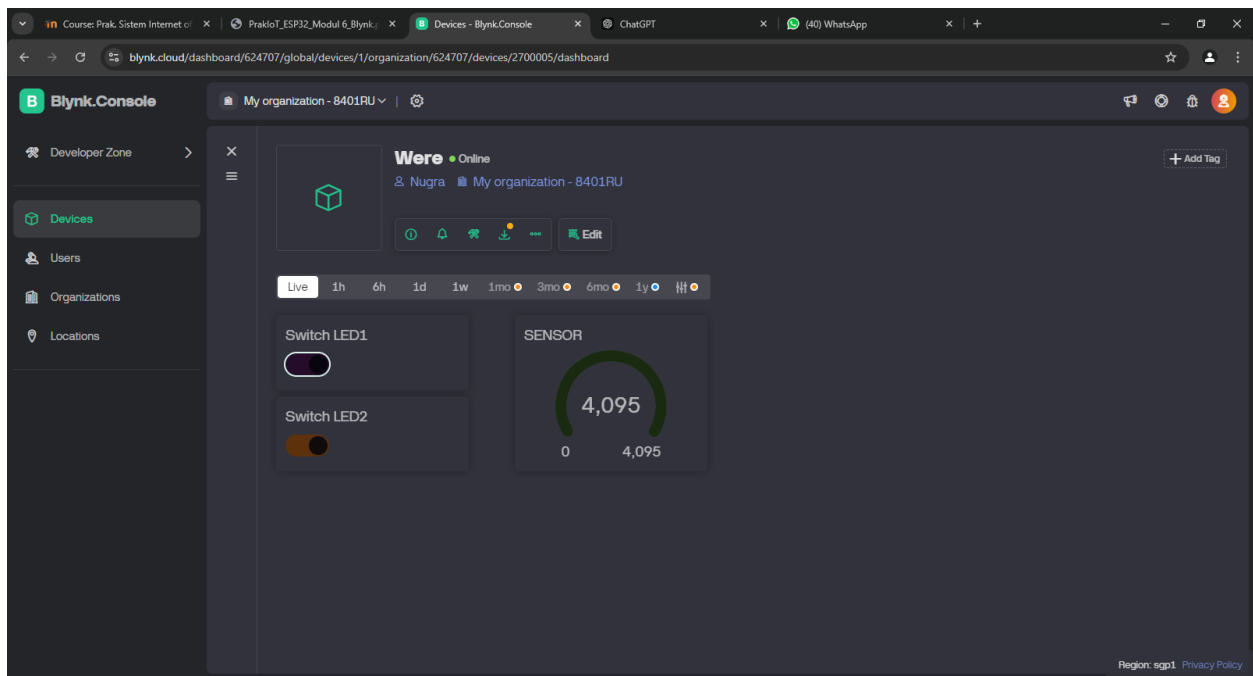 Course: Prak. Sistem Internet of
PrakIoT_ESP32_Modul 6_Blynk.p
Devices - Blynk.Console
ChatGPT
(40) WhatsApp
blynk.cloud/dashboard/624707/global/devices/1/organization/624707/devices/2700005/dashboard
B Blynk.Console
My organization - 8401RU
Developer Zone
Devices
Users
Organizations
Locations
Were Online
Nugra My organization - 8401RU
Add Tag
Edit
Live 1h 6h 1d 1w 1mo 3mo 6mo 1y
Switch LED1
Switch LED2
SENSOR
4,095
0 4,095
Region: sgp1 Privacy Policy